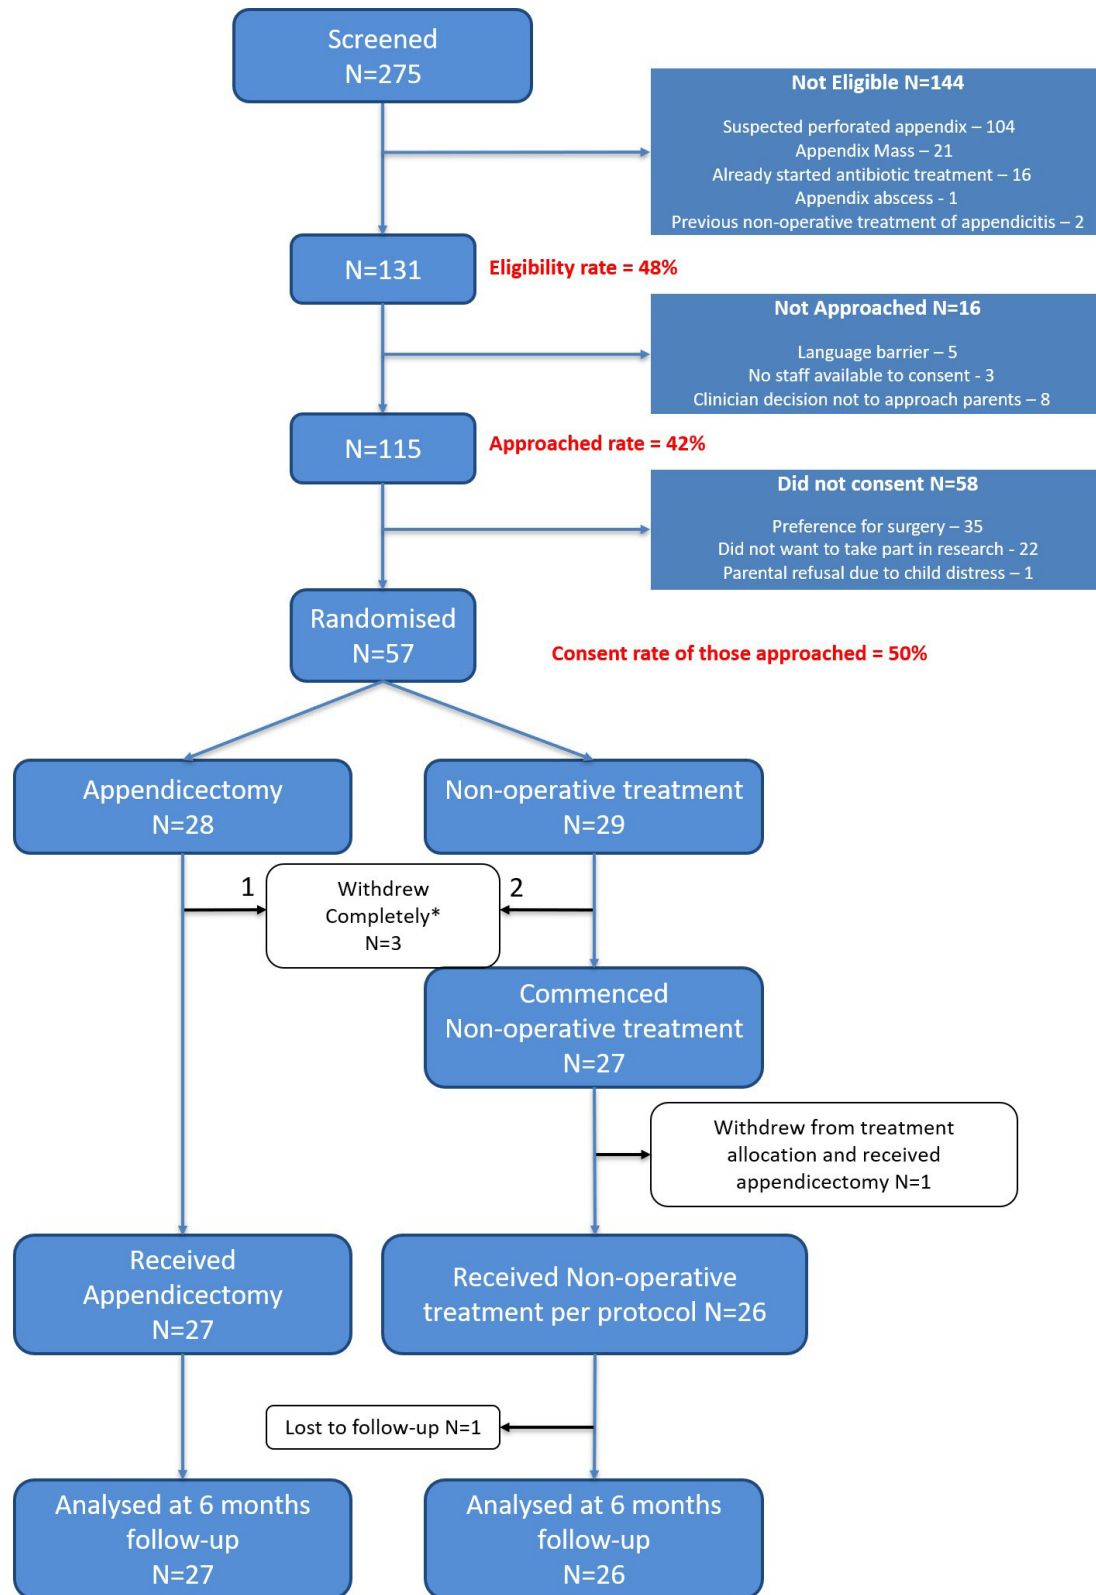 Screened
N=275
Not Eligible N=144
Suspected perforated appendix – 104
Appendix Mass – 21
Already started antibiotic treatment – 16
Appendix abscess - 1
Previous non-operative treatment of appendicitis – 2
N=131
Eligibility rate = 48%
Not Approached N=16
Language barrier – 5
No staff available to consent - 3
Clinician decision not to approach parents – 8
N=115
Approached rate = 42%
Did not consent N=58
Preference for surgery – 35
Did not want to take part in research - 22
Parental refusal due to child distress – 1
Randomised
N=57
Consent rate of those approached = 50%
Appendicectomy
N=28
Non-operative treatment
N=29
1
Withdrew
Completely*
N=3
2
Commenced
Non-operative treatment
N=27
Withdrew from treatment
allocation and received
appendicectomy N=1
Received
Appendicectomy
N=27
Received Non-operative
treatment per protocol N=26
Lost to follow-up N=1
Analysed at 6 months
follow-up
N=27
Analysed at 6 months
follow-up
N=26